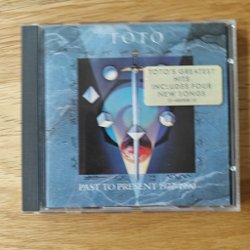 TOTO
TOTO'S GREATEST
HITS
INCLUDES FOUR
NEW SONGS
PAST TO PRESENT 1977-1990